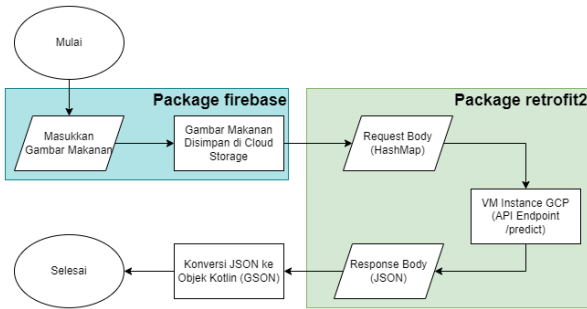 Mulai
Package firebase
Package retrofit2
Masukkan
Gambar Makanan
Gambar Makanan
Disimpan di Cloud
Storage
Request Body
(HashMap)
VM Instance GCP
(API Endpoint
/predict)
Response Body
(JSON)
Konversi JSON ke
Objek Kotlin (GSON)
Selesai